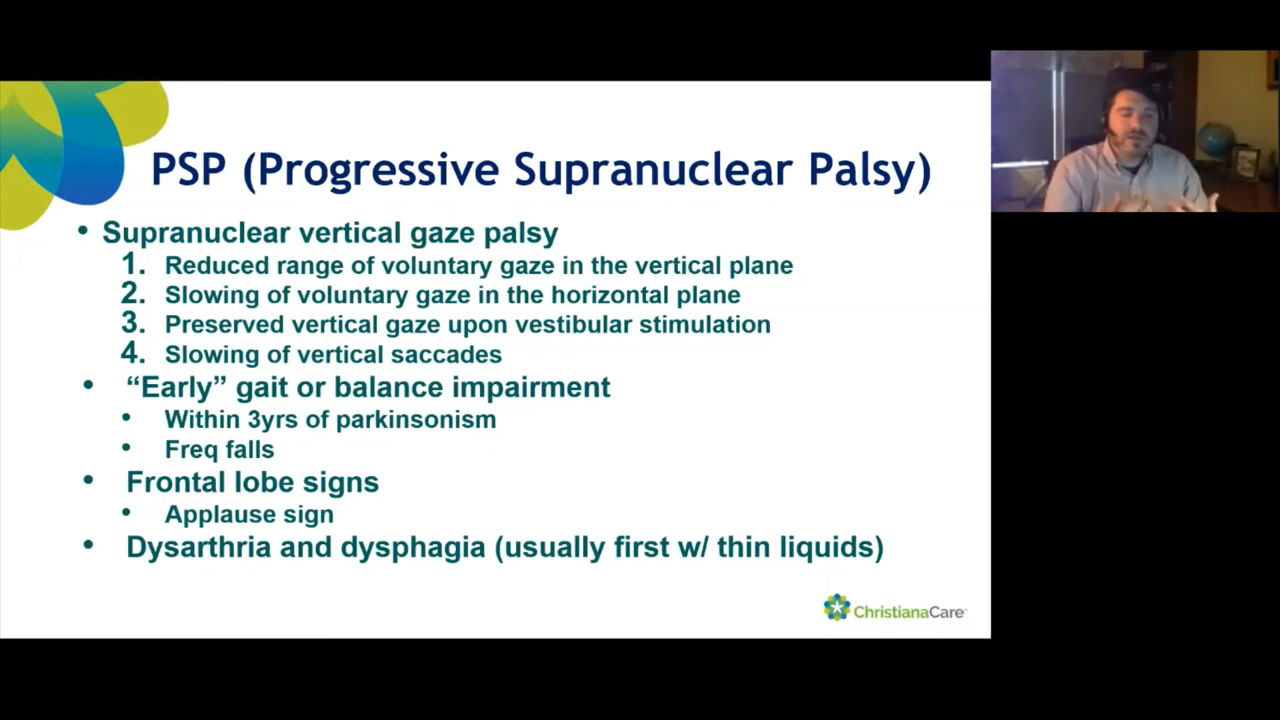 PSP (Progressive Supranuclear Palsy)
• Supranuclear vertical gaze palsy
1. Reduced range of voluntary gaze in the vertical plane
2. Slowing of voluntary gaze in the horizontal plane
3. Preserved vertical gaze upon vestibular stimulation
4. Slowing of vertical saccades
• “Early” gait or balance impairment
• Within 3yrs of parkinsonism
• Freq falls
• Frontal lobe signs
• Applause sign
• Dysarthria and dysphagia (usually first w/ thin liquids)
ChristianaCare